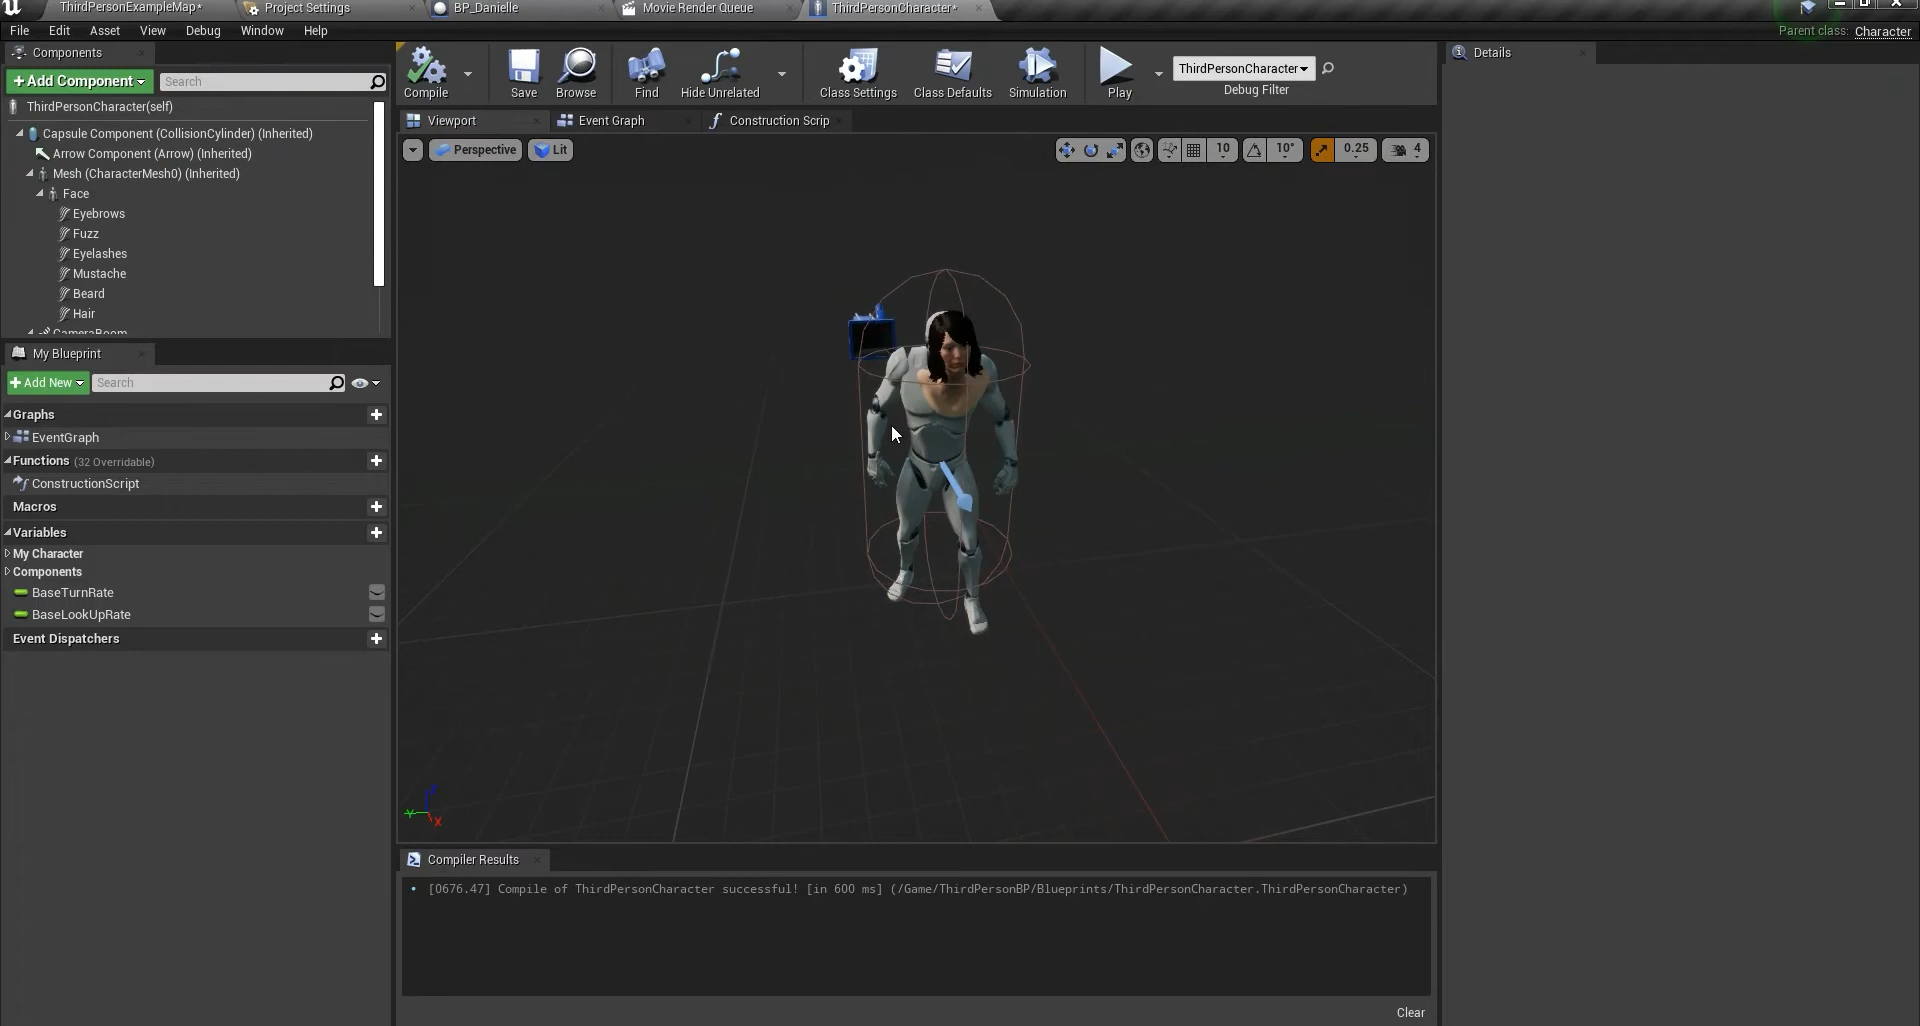 ThirdPersonExampleMap*
Project Settings
BP_Danielle
Movie Render Queue
ThirdPersonCharacter*
File Edit Asset View Debug Window Help
Parent class: Character
Components
+Add Component
Search
ThirdPersonCharacter(self)
Capsule Component (CollisionCylinder) (Inherited)
Arrow Component (Arrow) (Inherited)
Mesh (CharacterMesh0) (Inherited)
Face
Eyebrows
Fuzz
Eyelashes
Mustache
Beard
Hair
CameraBoom
My Blueprint
+Add New
Search
Graphs
EventGraph
Functions (32 Overridable)
ConstructionScript
Macros
Variables
My Character
Components
BaseTurnRate
BaseLookUpRate
Event Dispatchers
Compile
Save
Browse
Find
Hide Unrelated
Class Settings
Class Defaults
Simulation
Play
ThirdPersonCharacter
Debug Filter
Viewport
Event Graph
Construction Scrip
Perspective
Lit
10
10°
0.25
4
Z
Y
X
Compiler Results
• [0676.47] Compile of ThirdPersonCharacter successful! [in 600 ms] (/Game/ThirdPersonBP/Blueprints/ThirdPersonCharacter.ThirdPersonCharacter)
Clear
Details